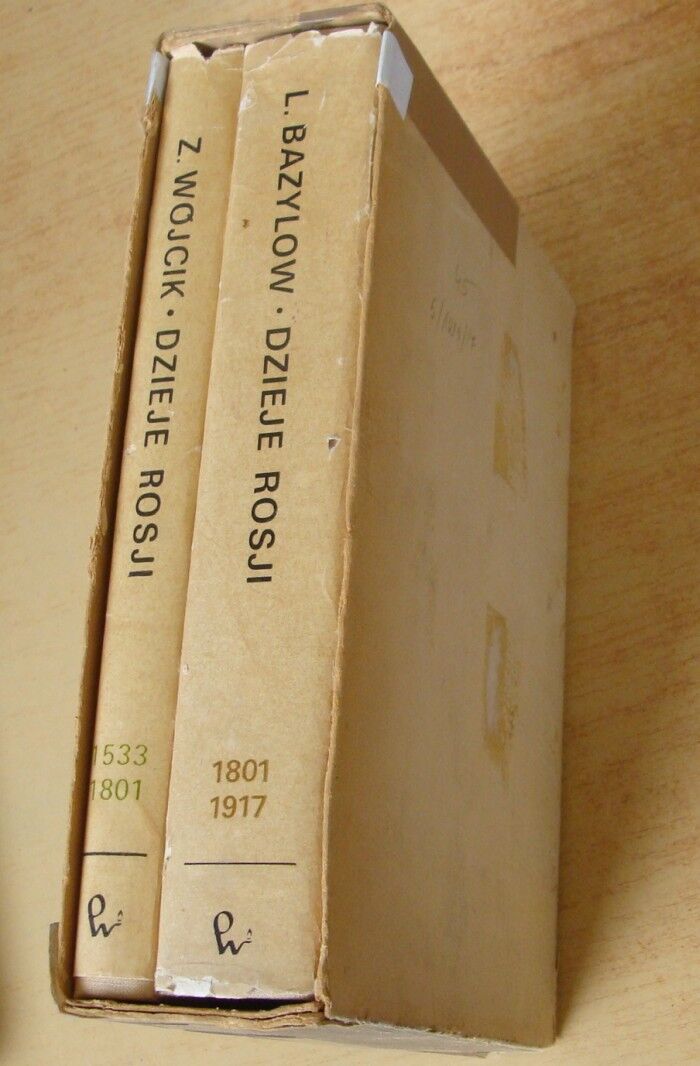 Z. WÓJCIK · DZIEJE ROSJI
1533
1801
L. BAZYLOW · DZIEJE ROSJI
1801
1917